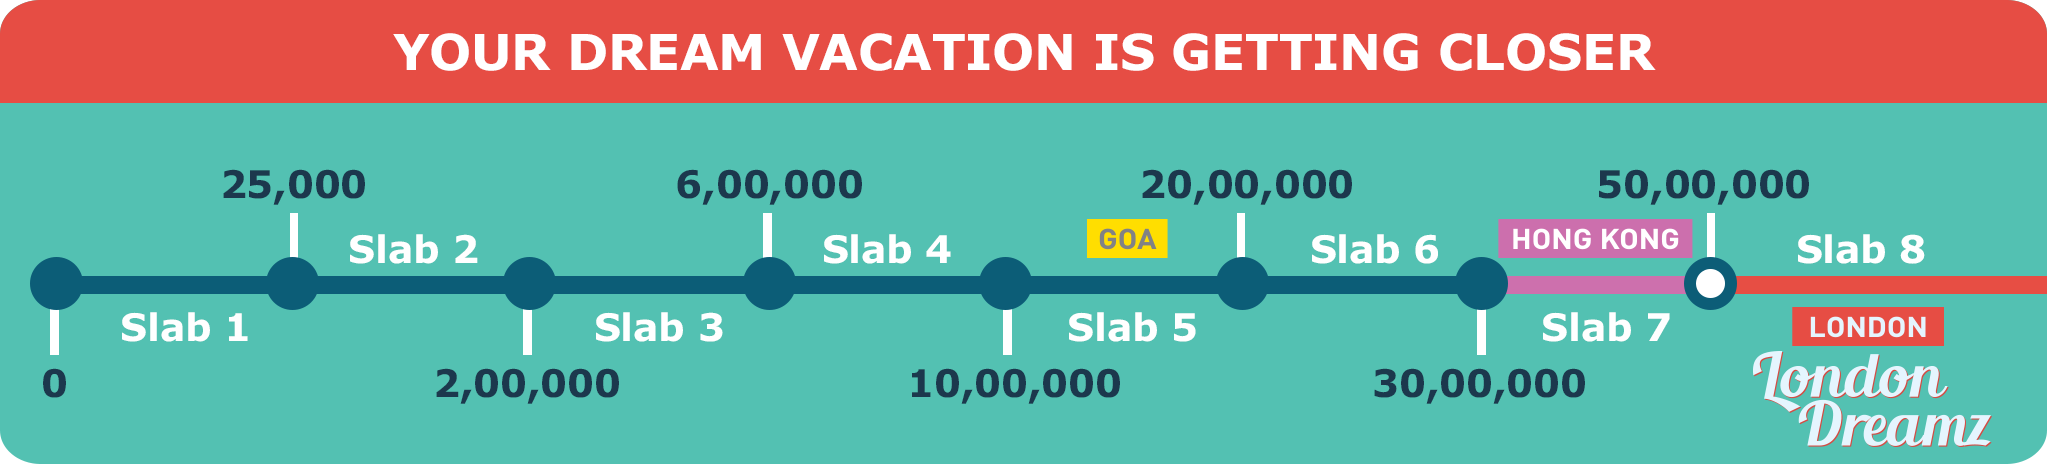 YOUR DREAM VACATION IS GETTING CLOSER
25,000 6,00,000 20,00,000 50,00,000
GOA HONG KONG
Slab 2 Slab 4 Slab 6 Slab 8
Slab 1 Slab 3 Slab 5 Slab 7 LONDON
0 2,00,000 10,00,000 30,00,000
London
Dreamz